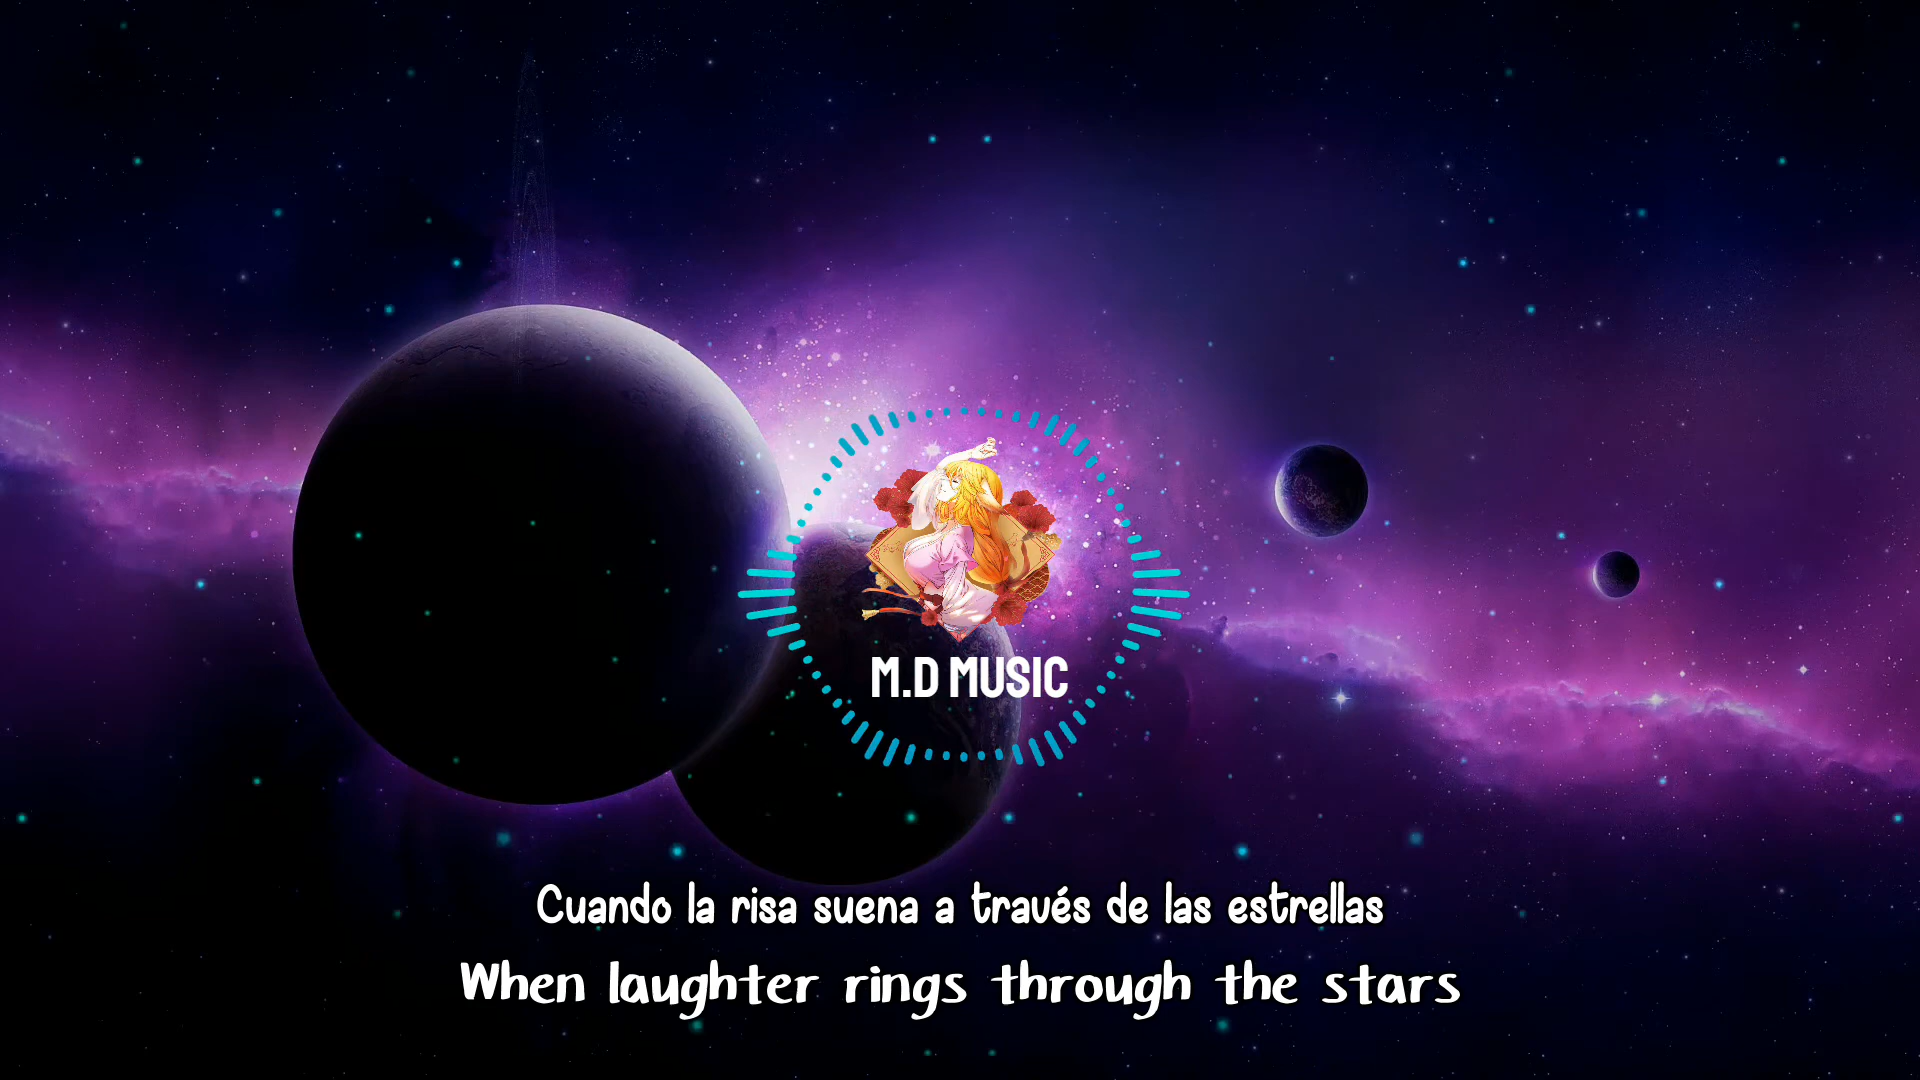 M.D MUSIC
Cuando la risa suena a través de las estrellas
When laughter rings through the stars